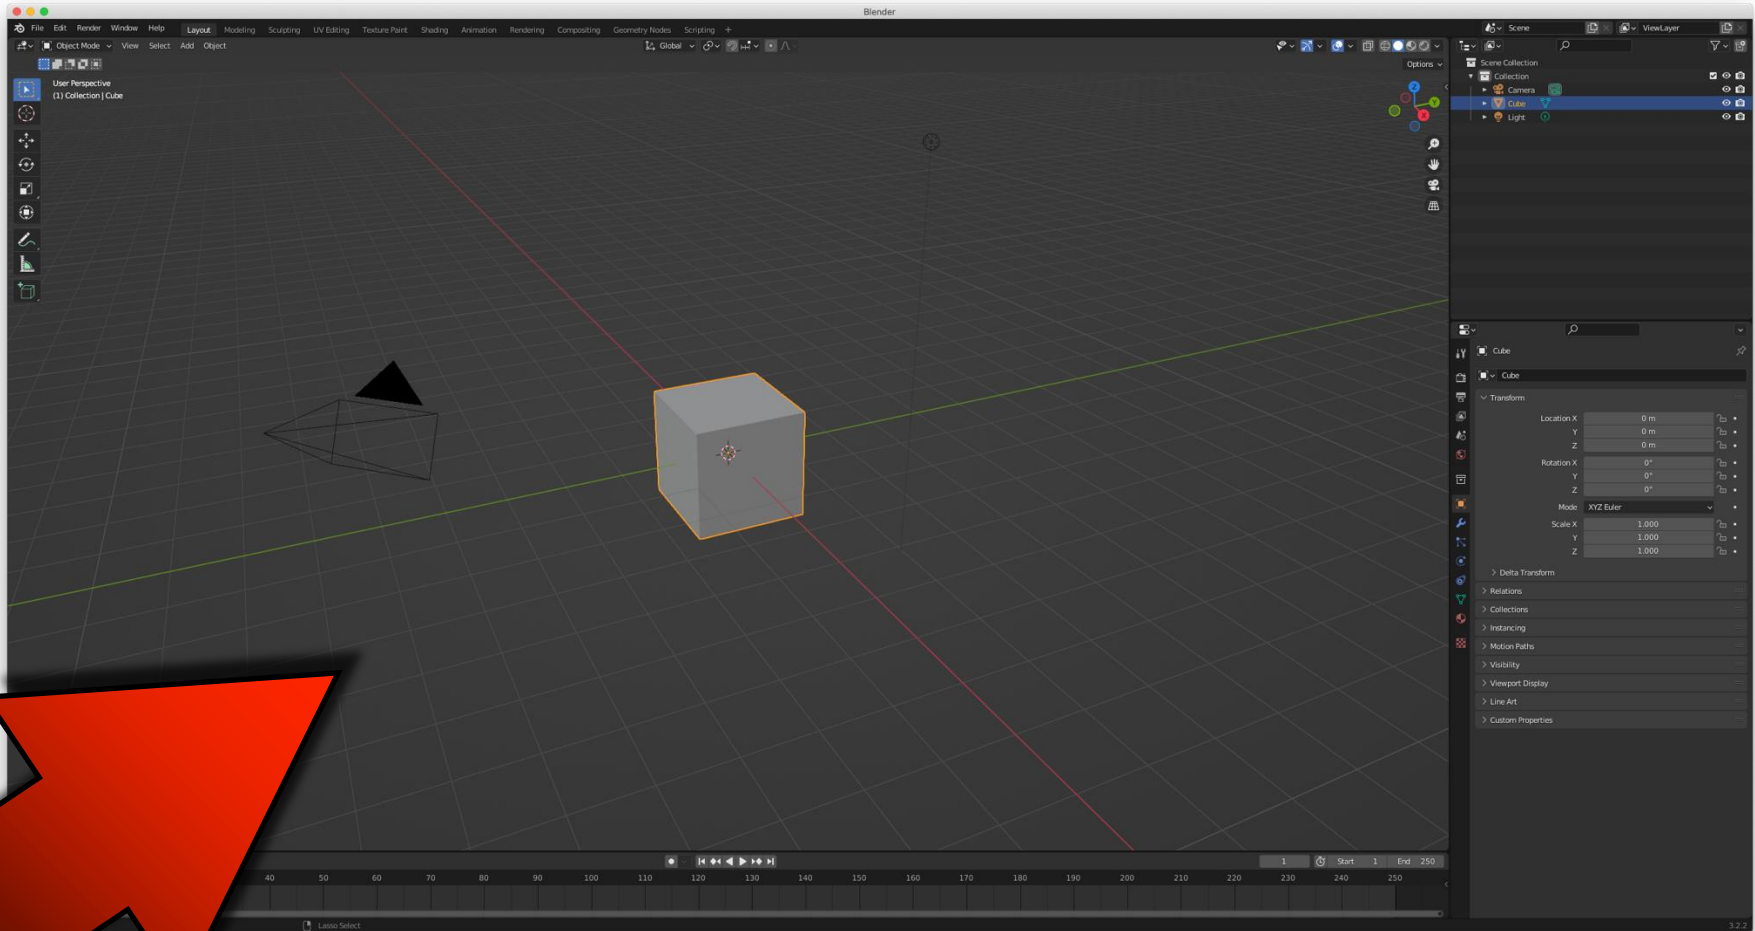 Blender
File Edit Render Window Help Layout Modeling Sculpting UV Editing Texture Paint Shading Animation Rendering Compositing Geometry Nodes Scripting +
Scene ViewLayer
Object Mode View Select Add Object
Global
Options
User Perspective
(1) Collection | Cube
Z
Y
X
Scene Collection
Collection
Camera
Cube
Light
Cube
Cube
Transform
Location X 0 m
Y 0 m
Z 0 m
Rotation X 0°
Y 0°
Z 0°
Mode XYZ Euler
Scale X 1.000
Y 1.000
Z 1.000
Delta Transform
Relations
Collections
Instancing
Motion Paths
Visibility
Viewport Display
Line Art
Custom Properties
1 Start 1 End 250
40 50 60 70 80 90 100 110 120 130 140 150 160 170 180 190 200 210 220 230 240 250
Lasso Select
3.2.2